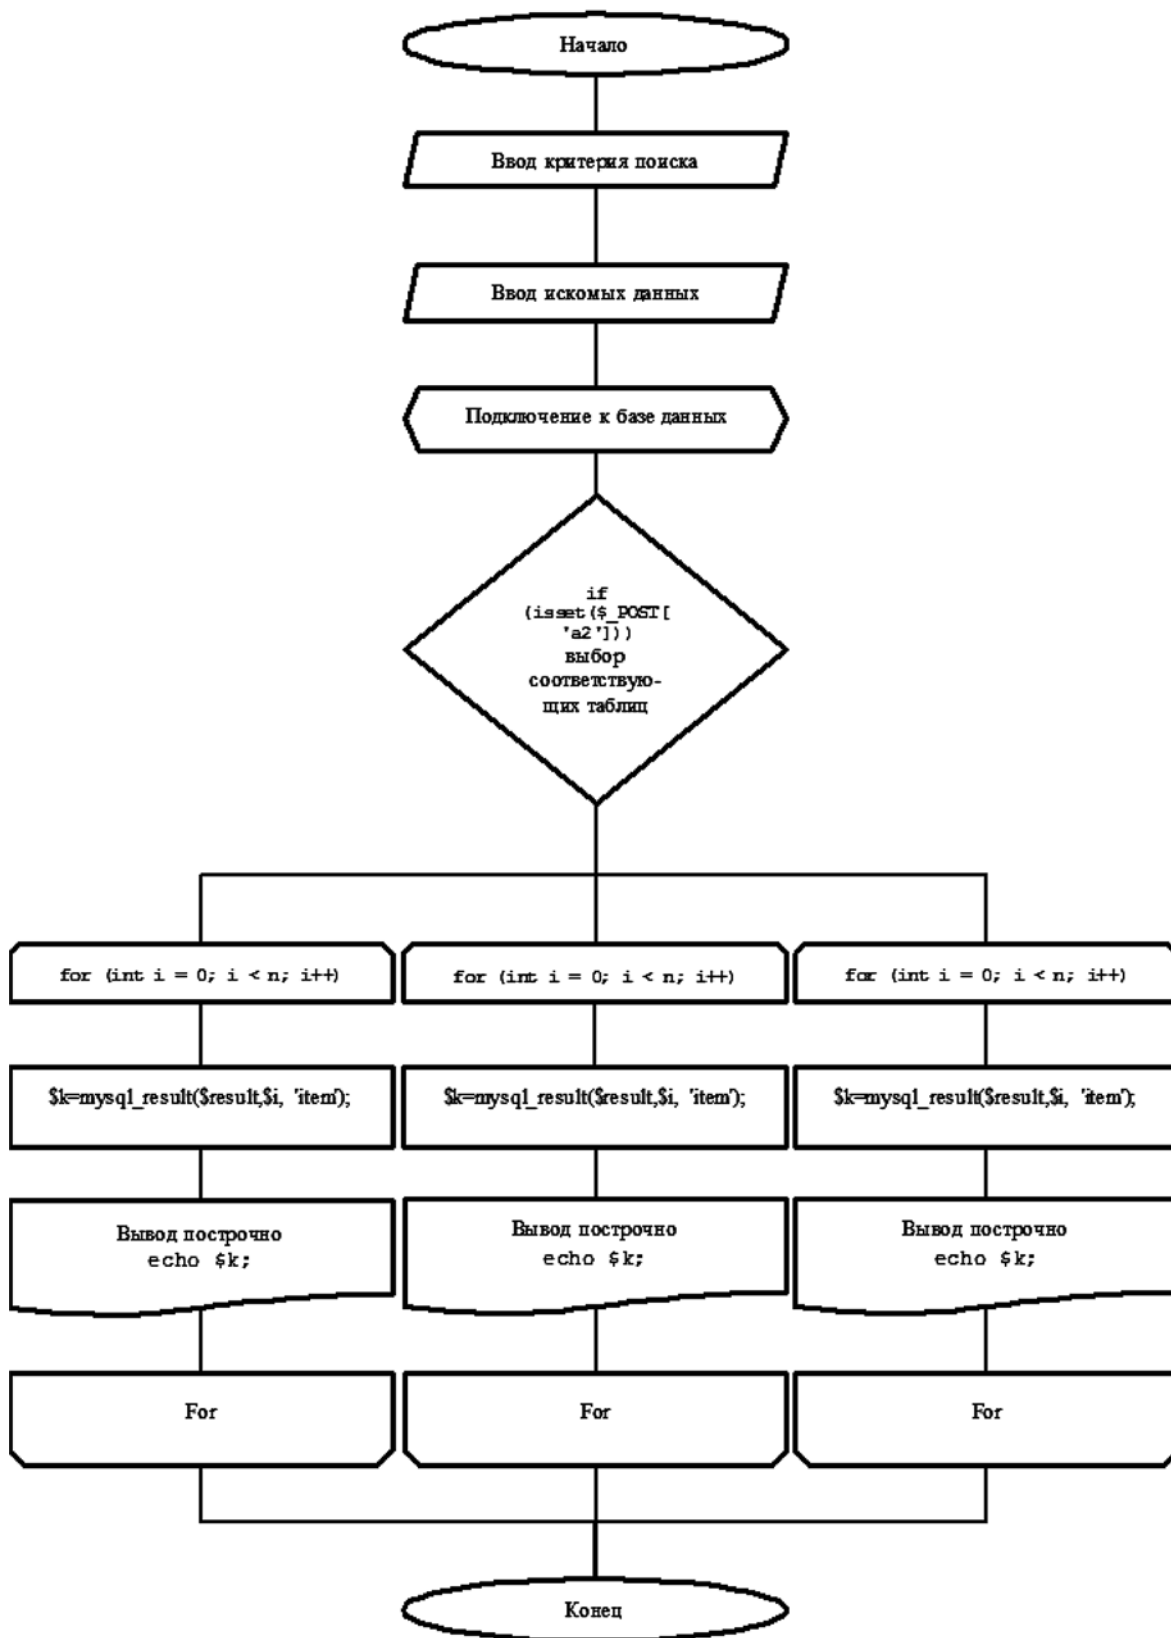 Начало
Ввод критерия поиска
Ввод искомых данных
Подключение к базе данных
if
(isset($_POST[
'a2']))
выбор
соответствую-
щих таблиц
for (int i = 0; i < n; i++)
for (int i = 0; i < n; i++)
for (int i = 0; i < n; i++)
$k=mysql_result($result,$i, 'item');
$k=mysql_result($result,$i, 'item');
$k=mysql_result($result,$i, 'item');
Вывод построчно
echo $k;
Вывод построчно
echo $k;
Вывод построчно
echo $k;
For
For
For
Конец